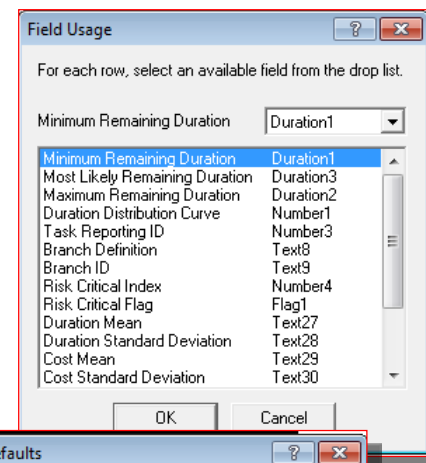 Field Usage
For each row, select an available field from the drop list.
Minimum Remaining Duration Duration1
Minimum Remaining Duration Duration1
Most Likely Remaining Duration Duration3
Maximum Remaining Duration Duration2
Duration Distribution Curve Number1
Task Reporting ID Number3
Branch Definition Text8
Branch ID Text9
Risk Critical Index Number4
Risk Critical Flag Flag1
Duration Mean Text27
Duration Standard Deviation Text28
Cost Mean Text29
Cost Standard Deviation Text30
OK Cancel
efaults